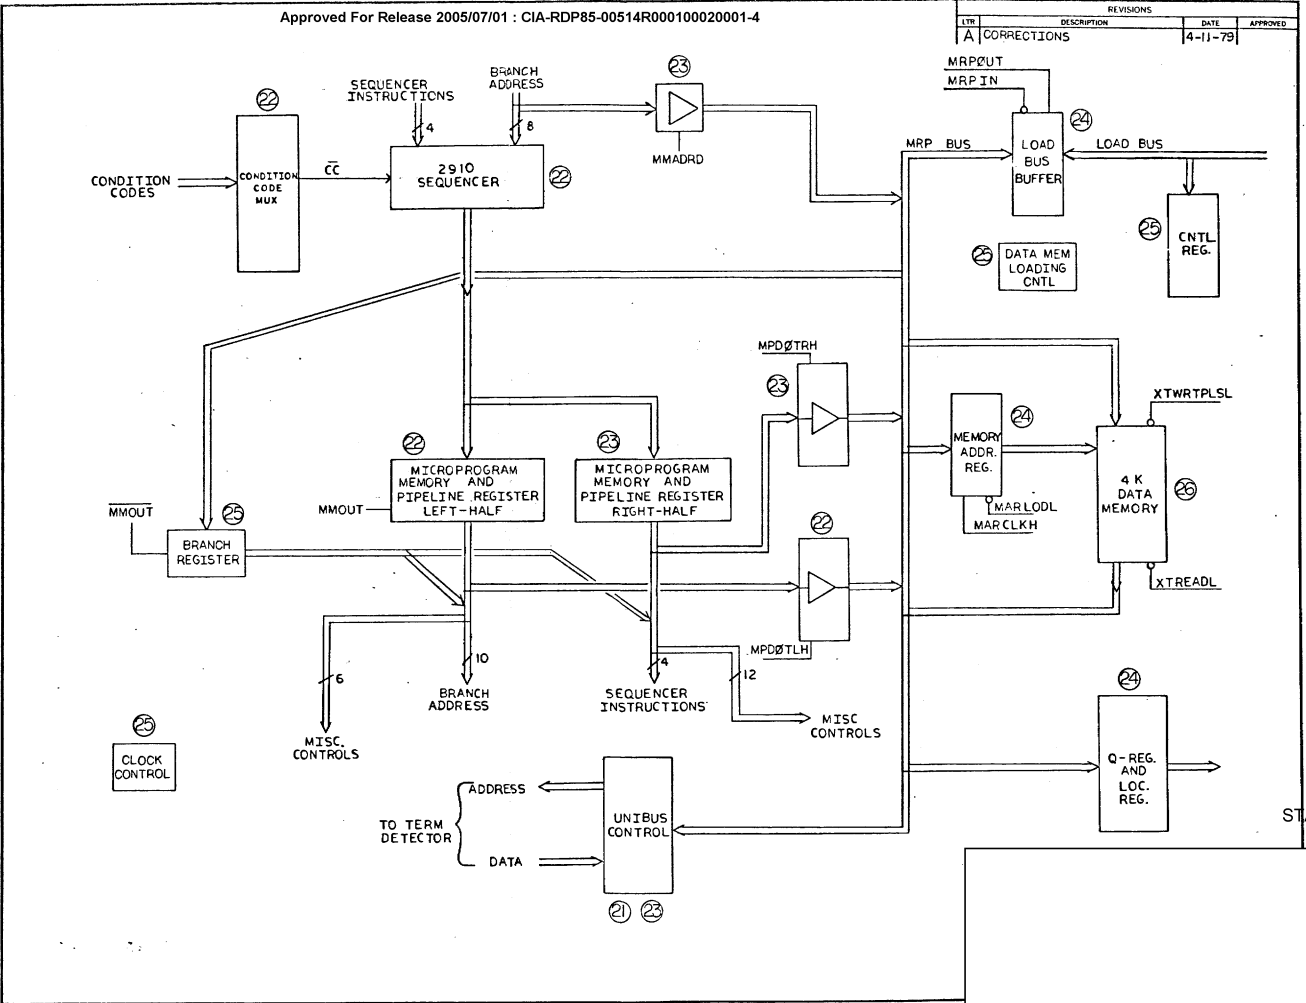 Approved For Release 2005/07/01 : CIA-RDP85-00514R000100020001-4
REVISIONS
LTR DESCRIPTION DATE APPROVED
A CORRECTIONS 4-11-79
SEQUENCER
INSTRUCTIONS
4
BRANCH
ADDRESS
8
23
MMADRD
MRPØUT
MRPIN
24
LOAD
BUS
BUFFER
MRP BUS
LOAD BUS
22
CONDITION
CODE
MUX
CONDITION
CODES
CC
2910
SEQUENCER
22
25
CNTL
REG.
25
DATA MEM
LOADING
CNTL
MPDØTRH
23
24
MEMORY
ADDR.
REG.
MARLODL
MARCLKH
XTWRTPLSL
4K
DATA
MEMORY
26
XTREADL
22
MICROPROGRAM
MEMORY AND
PIPELINE REGISTER
LEFT-HALF
MMOUT
23
MICROPROGRAM
MEMORY AND
PIPELINE REGISTER
RIGHT-HALF
MMOUT
25
BRANCH
REGISTER
22
MPDØTLH
6
MISC.
CONTROLS
10
BRANCH
ADDRESS
4
SEQUENCER
INSTRUCTIONS
12
MISC
CONTROLS
25
CLOCK
CONTROL
24
Q-REG.
AND
LOC.
REG.
TO TERM
DETECTOR
ADDRESS
DATA
UNIBUS
CONTROL
21 23